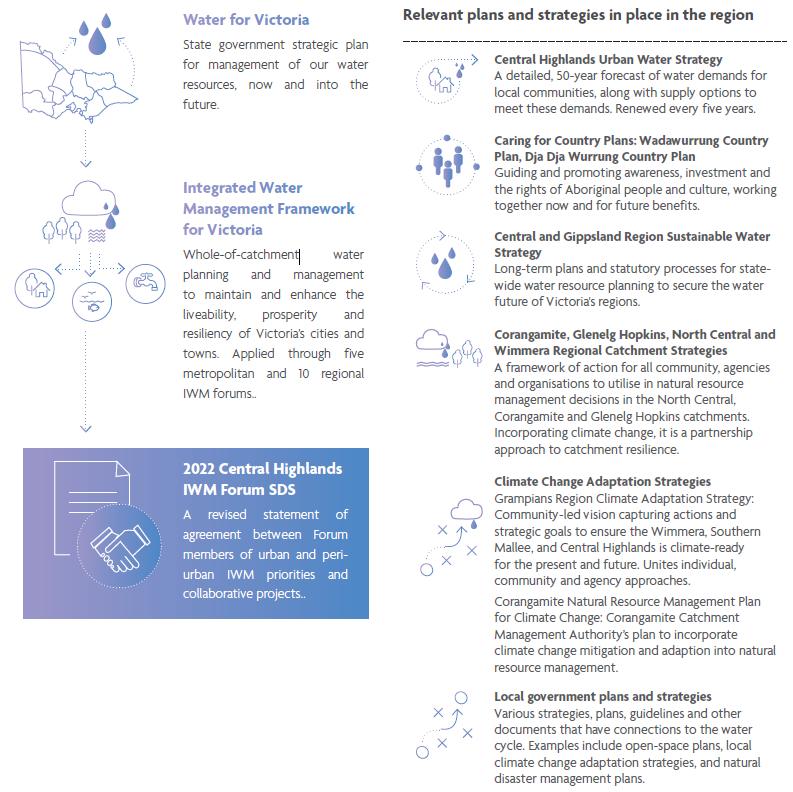 Water for Victoria
State government strategic plan
for management of our water
resources, now and into the
future.
Integrated Water
Management Framework
for Victoria
Whole-of-catchment water
planning and management
to maintain and enhance the
liveability, prosperity and
resiliency of Victoria's cities and
towns. Applied through five
metropolitan and 10 regional
IWM forums..
2022 Central Highlands
IWM Forum SDS
A revised statement of
agreement between Forum
members of urban and peri-
urban IWM priorities and
collaborative projects..
Relevant plans and strategies in place in the region
Central Highlands Urban Water Strategy
A detailed, 50-year forecast of water demands for
local communities, along with supply options to
meet these demands. Renewed every five years.
Caring for Country Plans: Wadawurrung Country
Plan, Dja Dja Wurrung Country Plan
Guiding and promoting awareness, investment and
the rights of Aboriginal people and culture, working
together now and for future benefits.
Central and Gippsland Region Sustainable Water
Strategy
Long-term plans and statutory processes for state-
wide water resource planning to secure the water
future of Victoria's regions.
Corangamite, Glenelg Hopkins, North Central and
Wimmera Regional Catchment Strategies
A framework of action for all community, agencies
and organisations to utilise in natural resource
management decisions in the North Central,
Corangamite and Glenelg Hopkins catchments.
Incorporating climate change, it is a partnership
approach to catchment resilience.
Climate Change Adaptation Strategies
Grampians Region Climate Adaptation Strategy:
Community-led vision capturing actions and
strategic goals to ensure the Wimmera, Southern
Mallee, and Central Highlands is climate-ready
for the present and future. Unites individual,
community and agency approaches.
Corangamite Natural Resource Management Plan
for Climate Change: Corangamite Catchment
Management Authority's plan to incorporate
climate change mitigation and adaption into natural
resource management.
Local government plans and strategies
Various strategies, plans, guidelines and other
documents that have connections to the water
cycle. Examples include open-space plans, local
climate change adaptation strategies, and natural
disaster management plans.